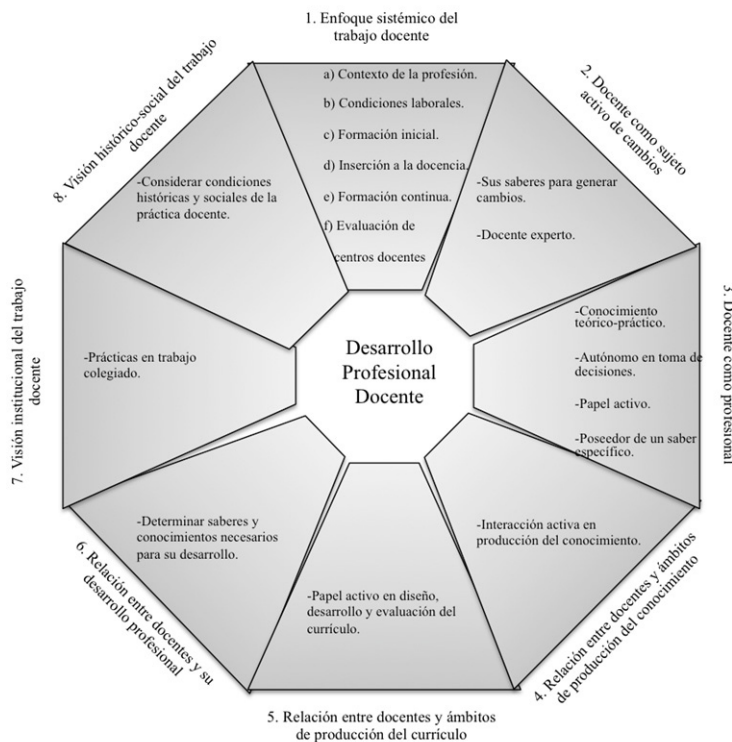 1. Enfoque sistémico del
trabajo docente
a) Contexto de la profesión.
b) Condiciones laborales.
c) Formación inicial.
d) Inserción a la docencia.
e) Formación continua.
f) Evaluación de
centros docentes
2. Docente como sujeto
activo de cambios
-Sus saberes para generar
cambios.
-Docente experto.
3. Docente como profesional
-Conocimiento
teórico-práctico.
-Autónomo en toma de
decisiones.
-Papel activo.
-Poseedor de un saber
específico.
4. Relación entre docentes y ámbitos
de producción del conocimiento
-Interacción activa en
producción del conocimiento.
5. Relación entre docentes y ámbitos
de producción del currículo
-Papel activo en diseño,
desarrollo y evaluación del
currículo.
6. Relación entre docentes y su
desarrollo profesional
-Determinar saberes y
conocimientos necesarios
para su desarrollo.
7. Visión institucional del trabajo
docente
-Prácticas en trabajo
colegiado.
8. Visión histórico-social del trabajo
docente
-Considerar condiciones
históricas y sociales de la
práctica docente.
Desarrollo
Profesional
Docente